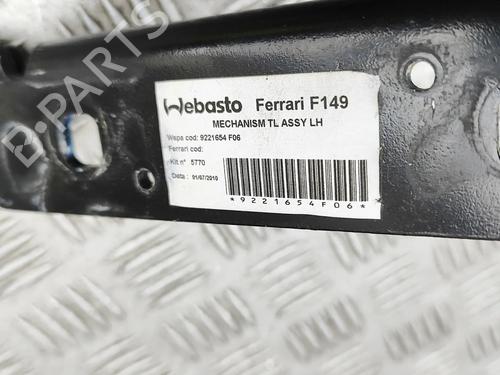 Webasto Ferrari F149
MECHANISM TL ASSY LH
Wspa cod: 9221654 F06
Ferrari cod:
Kit n° 5770
Data : 01/07/2010
*9221654F06*
B-PARTS